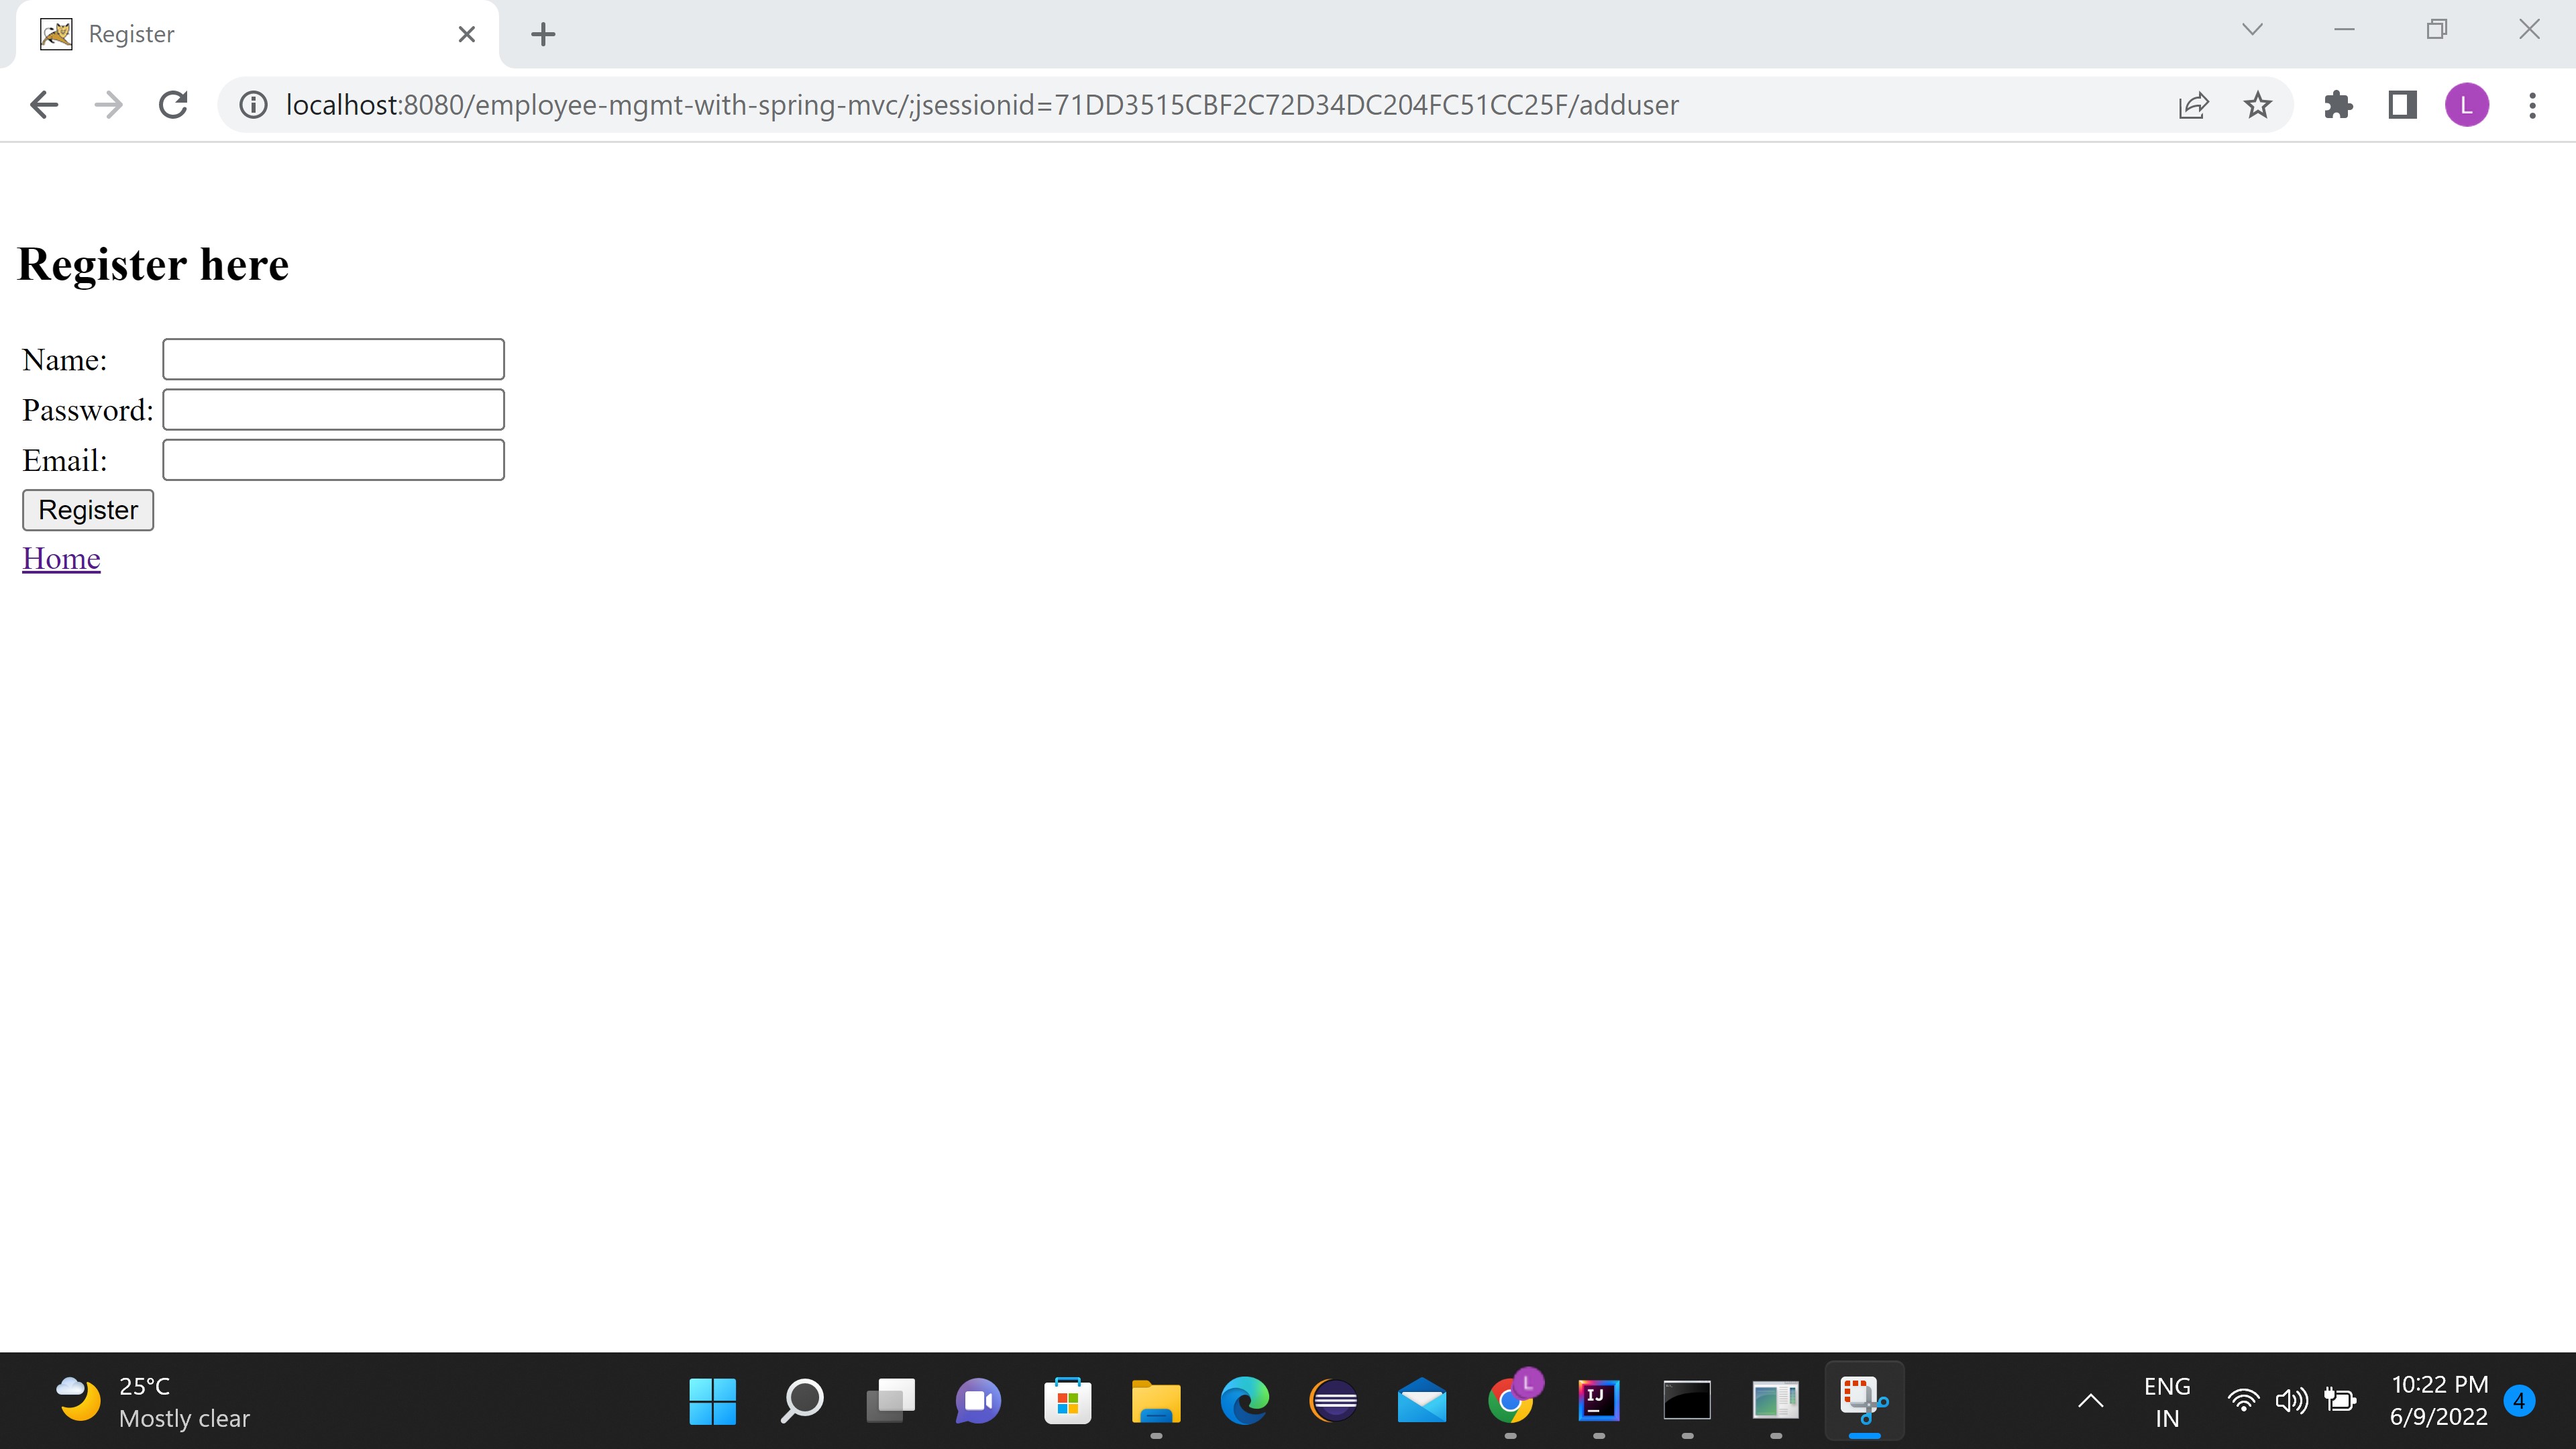 Register
localhost:8080/employee-mgmt-with-spring-mvc/;jsessionid=71DD3515CBF2C72D34DC204FC51CC25F/adduser
L
Register here
Name:
Password:
Email:
Register
Home
25°C
Mostly clear
L
IJ
ENG
IN
10:22 PM
6/9/2022
4